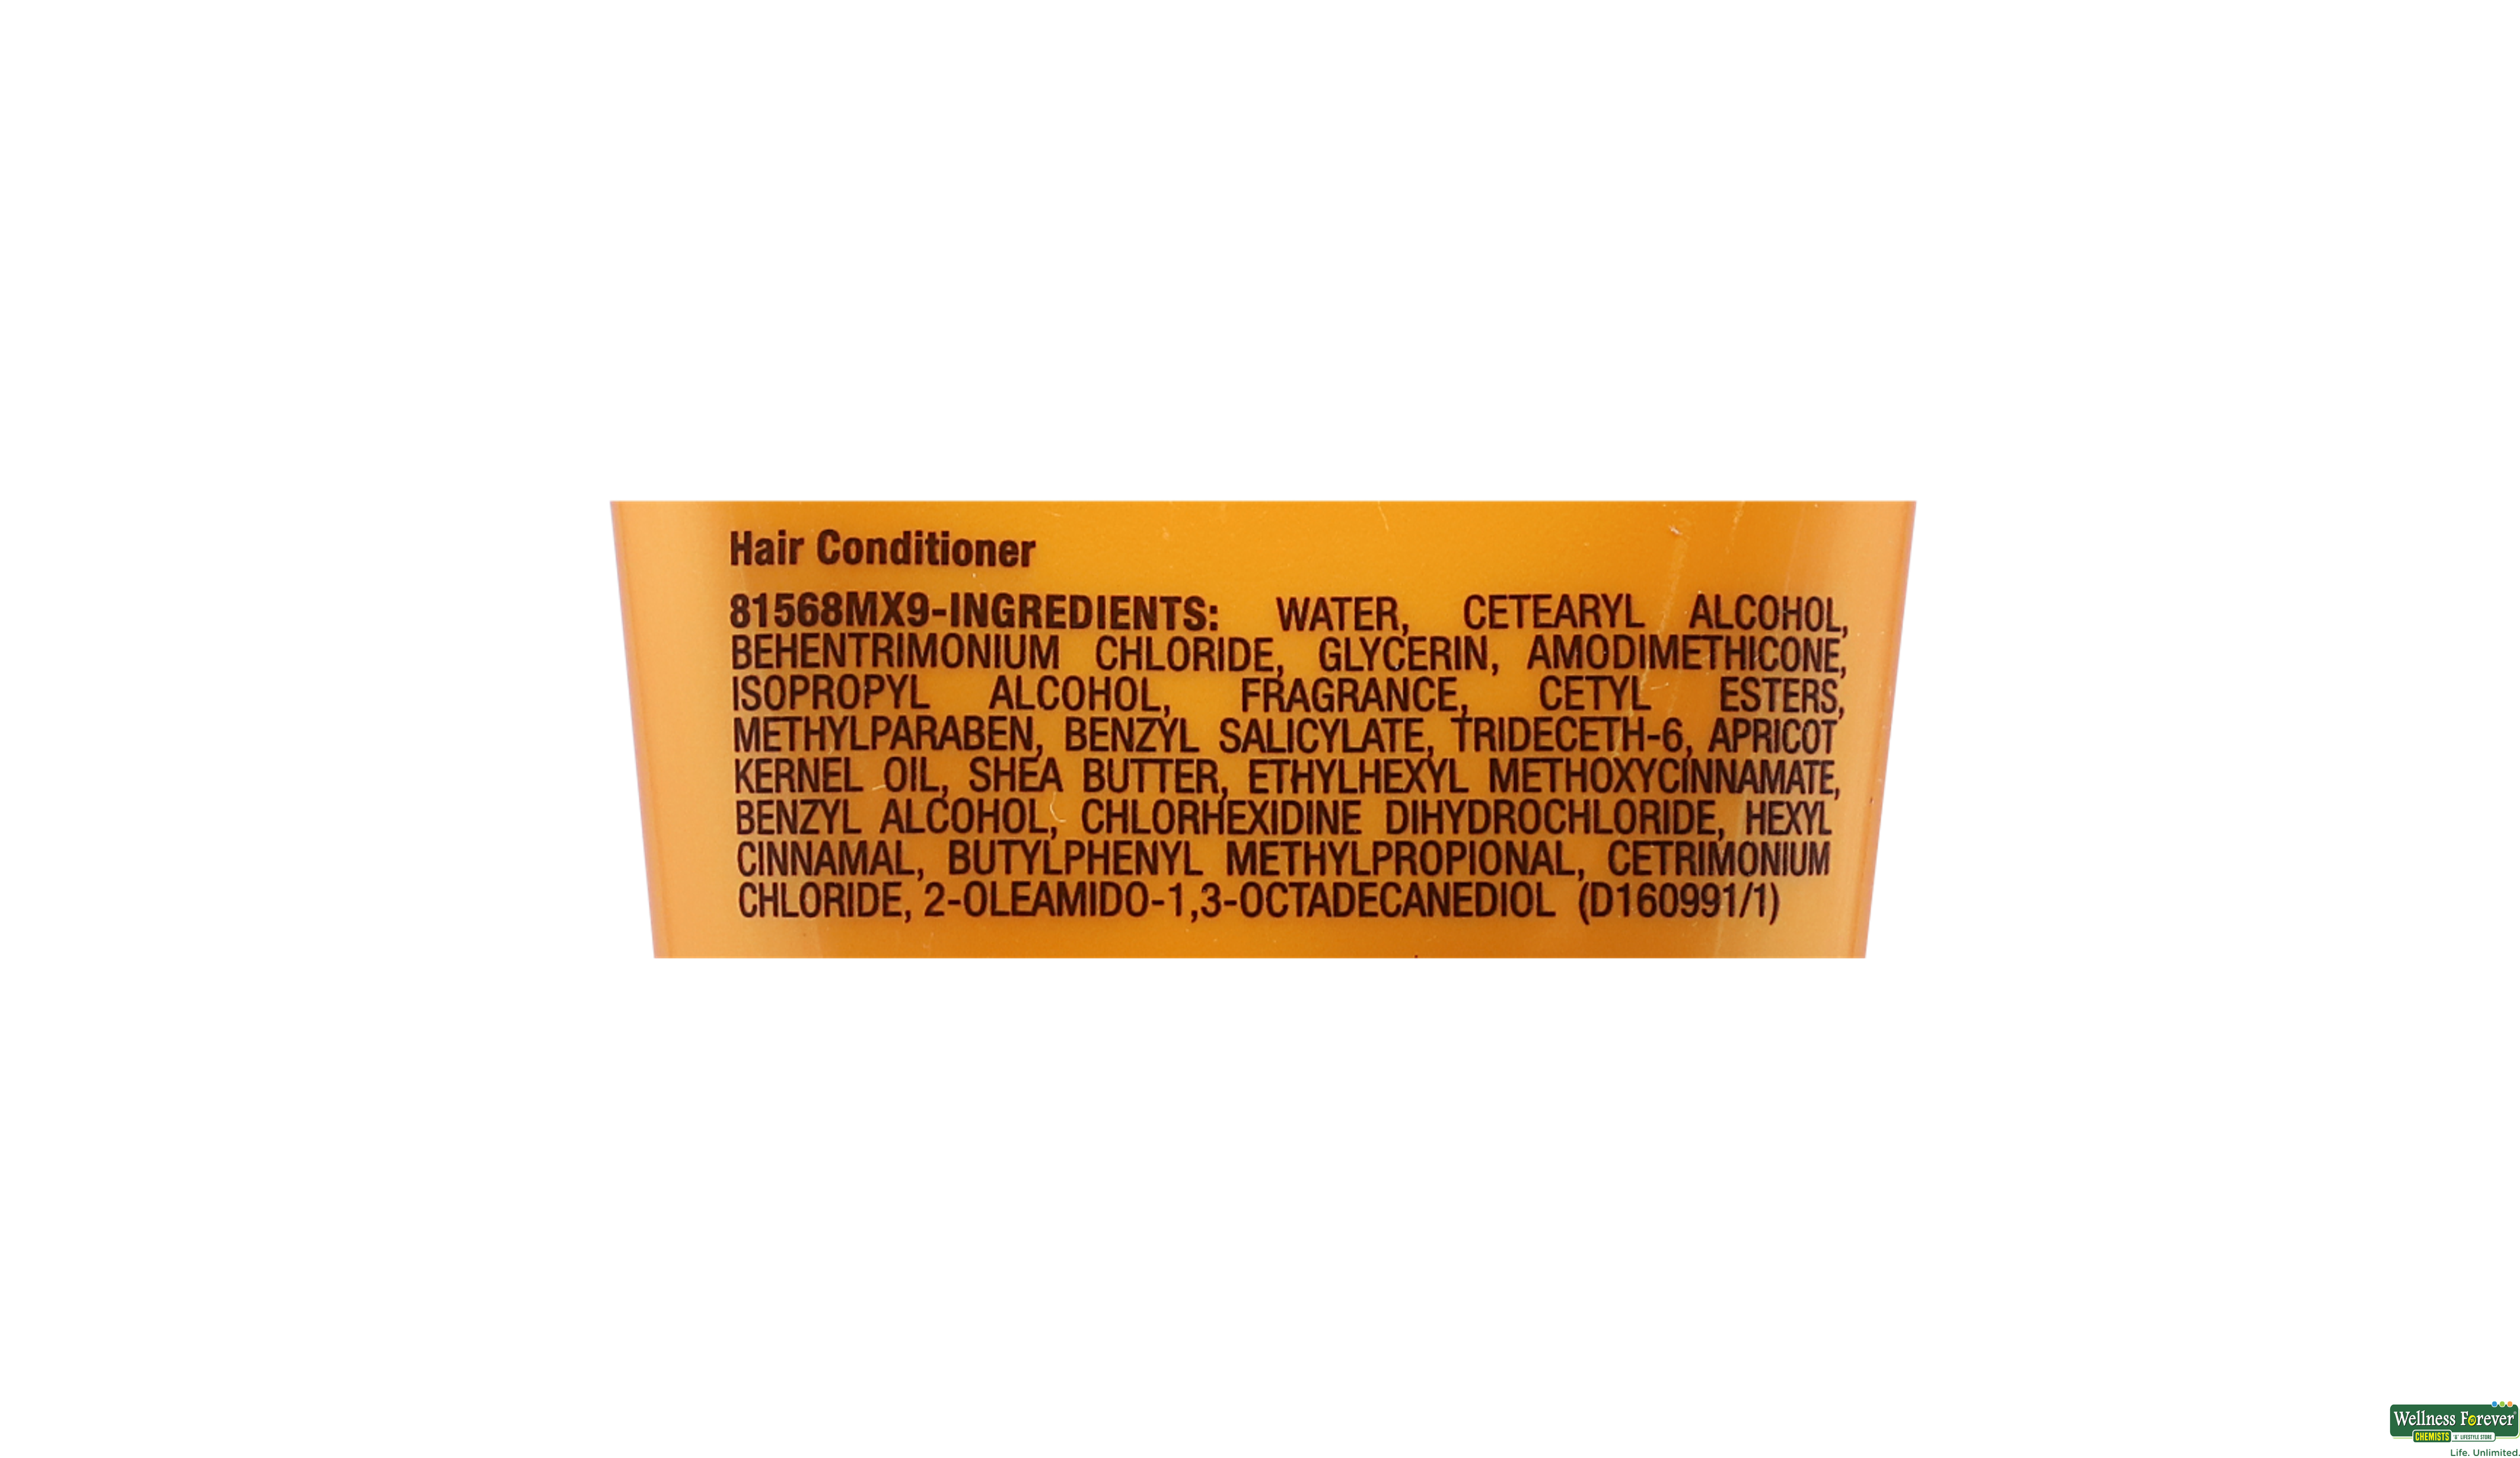 Hair Conditioner
81568MX9-INGREDIENTS: WATER, CETEARYL ALCOHOL,
BEHENTRIMONIUM CHLORIDE, GLYCERIN, AMODIMETHICONE,
ISOPROPYL ALCOHOL, FRAGRANCE, CETYL ESTERS,
METHYLPARABEN, BENZYL SALICYLATE, TRIDECETH-6, APRICOT
KERNEL OIL, SHEA BUTTER, ETHYLHEXYL METHOXYCINNAMATE,
BENZYL ALCOHOL, CHLORHEXIDINE DIHYDROCHLORIDE, HEXYL
CINNAMAL, BUTYLPHENYL METHYLPROPIONAL, CETRIMONIUM
CHLORIDE, 2-OLEAMIDO-1,3-OCTADECANEDIOL (D160991/1)
Wellness Forever
CHEMISTS & LIFESTYLE STORE
Life. Unlimited.